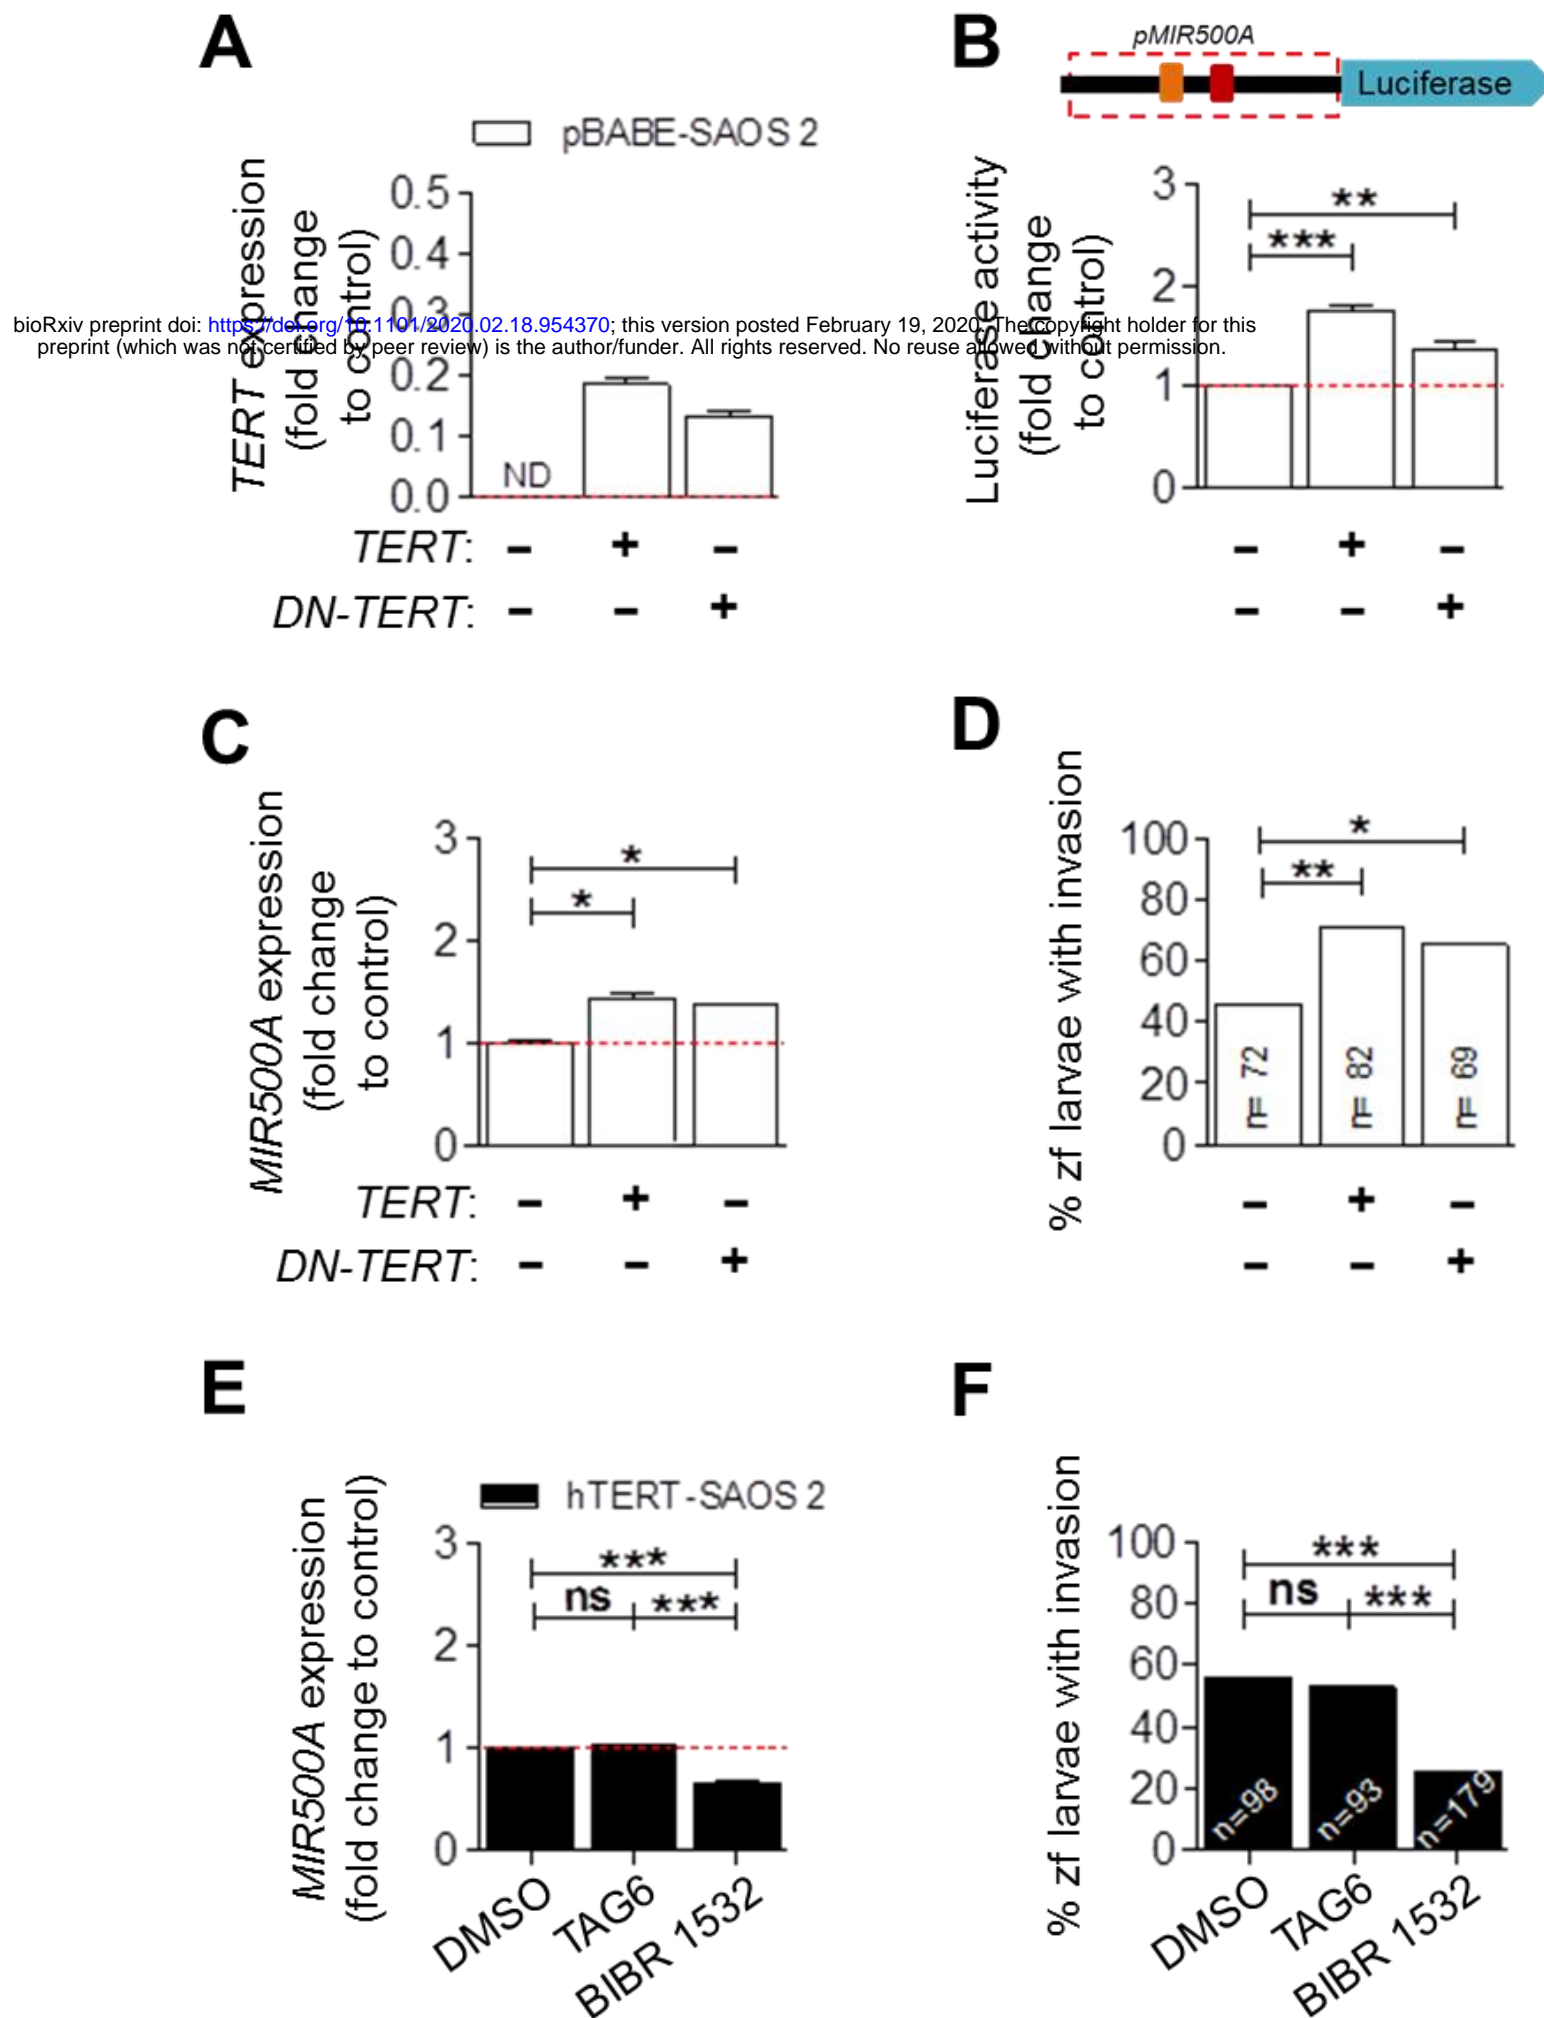 A
pBABE-SAOS 2
TERT expression
(fold change
to control)
0.5
0.4
0.3
0.2
0.1
0.0
ND
TERT: − + −
DN-TERT: − − +
B
pMIR500A
Luciferase
Luciferase activity
(fold change
to control)
3
2
1
0
**
***
− + −
− − +
bioRxiv preprint doi: https://doi.org/10.1101/2020.02.18.954370; this version posted February 19, 2020. The copyright holder for this
preprint (which was not certified by peer review) is the author/funder. All rights reserved. No reuse allowed without permission.
C
MIR500A expression
(fold change
to control)
3
2
1
0
*
*
TERT: − + −
DN-TERT: − − +
D
% zf larvae with invasion
100
80
60
40
20
0
*
**
n= 72
n= 82
n= 69
− + −
− − +
E
hTERT-SAOS 2
MIR500A expression
(fold change to control)
3
2
1
0
***
ns ***
DMSO
TAG6
BIBR 1532
F
% zf larvae with invasion
100
80
60
40
20
0
***
ns ***
n=98
n=93
n=179
DMSO
TAG6
BIBR 1532